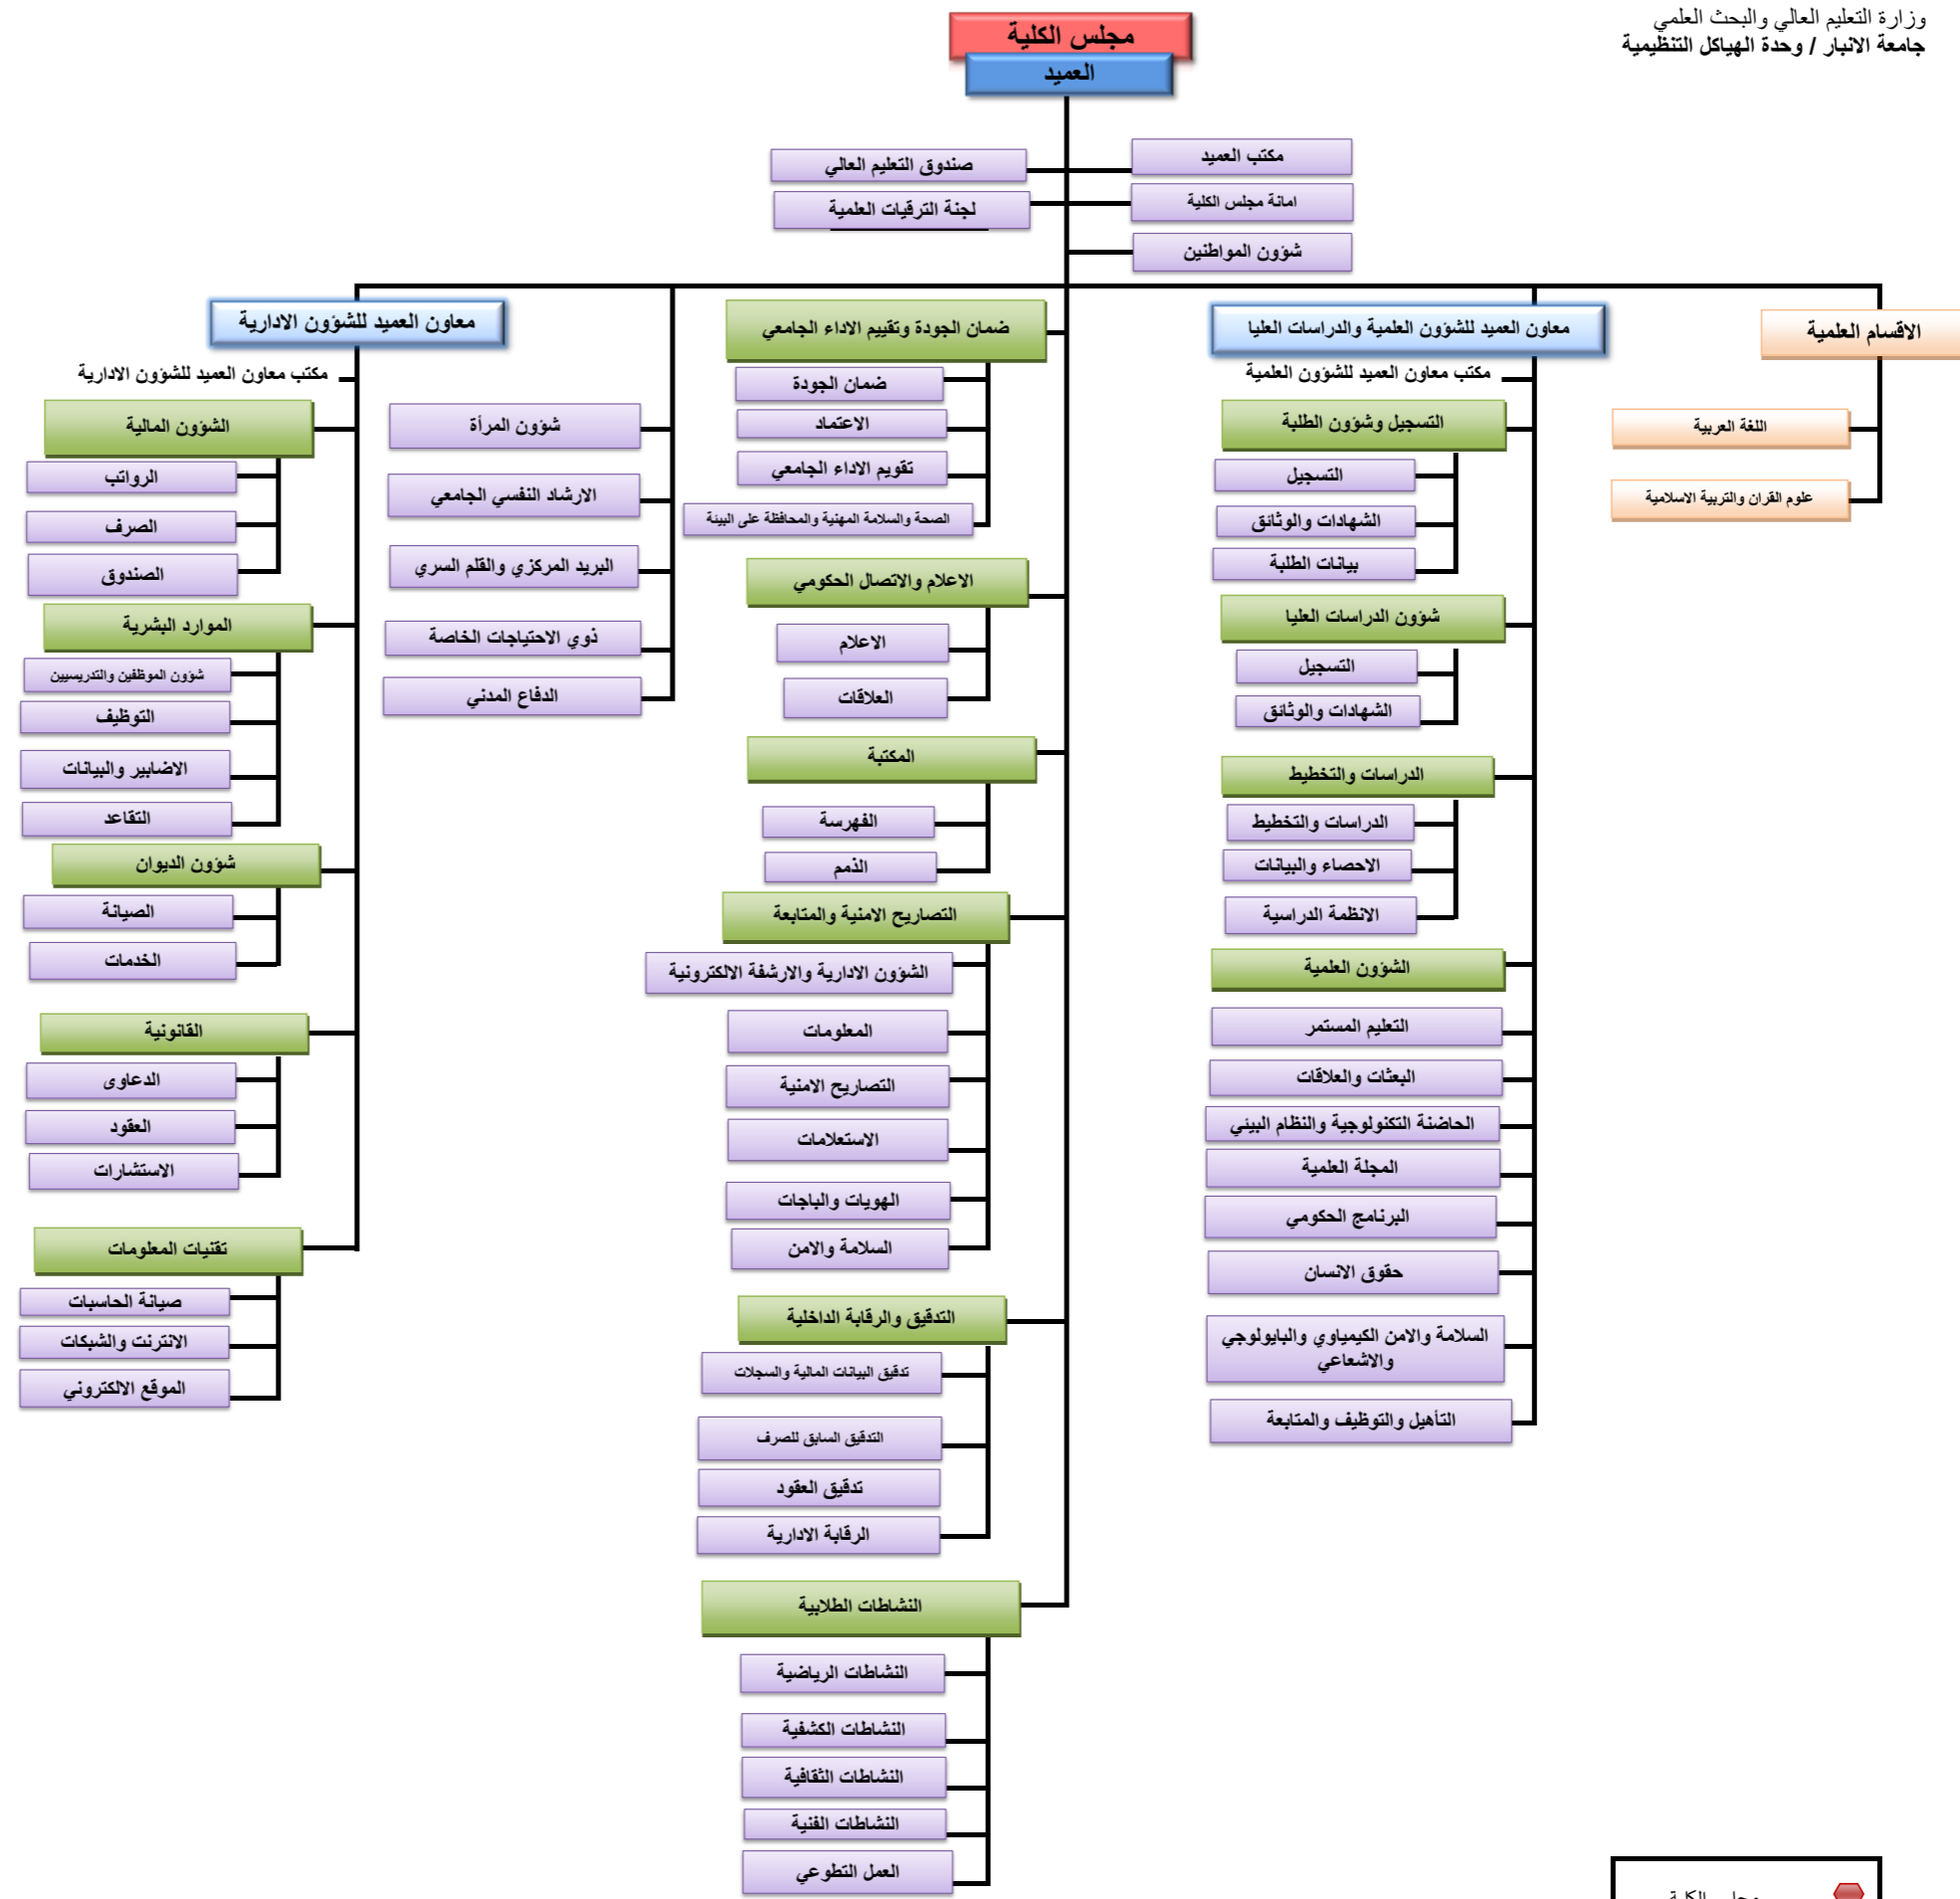 وزارة التعليم العالي والبحث العلمي
جامعة الانبار / وحدة الهياكل التنظيمية
مجلس الكلية
العميد
مكتب العميد
صندوق التعليم العالي
امانة مجلس الكلية
لجنة الترقيات العلمية
شؤون المواطنين
الاقسام العلمية
اللغة العربية
علوم القران والتربية الاسلامية
معاون العميد للشؤون العلمية والدراسات العليا
مكتب معاون العميد للشؤون العلمية
التسجيل وشؤون الطلبة
التسجيل
الشهادات والوثائق
بيانات الطلبة
شؤون الدراسات العليا
التسجيل
الشهادات والوثائق
الدراسات والتخطيط
الدراسات والتخطيط
الاحصاء والبيانات
الانظمة الدراسية
الشؤون العلمية
التعليم المستمر
البعثات والعلاقات
الحاضنة التكنولوجية والنظام البيئي
المجلة العلمية
البرنامج الحكومي
حقوق الانسان
السلامة والامن الكيمياوي والبايولوجي
والاشعاعي
التأهيل والتوظيف والمتابعة
ضمان الجودة وتقييم الاداء الجامعي
ضمان الجودة
الاعتماد
تقويم الاداء الجامعي
الصحة والسلامة المهنية والمحافظة على البيئة
الاعلام والاتصال الحكومي
الاعلام
العلاقات
المكتبة
الفهرسة
الذمم
التصاريح الامنية والمتابعة
الشؤون الادارية والارشفة الالكترونية
المعلومات
التصاريح الامنية
الاستعلامات
الهويات والباجات
السلامة والامن
التدقيق والرقابة الداخلية
تدقيق البيانات المالية والسجلات
التدقيق السابق للصرف
تدقيق العقود
الرقابة الادارية
النشاطات الطلابية
النشاطات الرياضية
النشاطات الكشفية
النشاطات الثقافية
النشاطات الفنية
العمل التطوعي
شؤون المرأة
الارشاد النفسي الجامعي
البريد المركزي والقلم السري
ذوي الاحتياجات الخاصة
الدفاع المدني
معاون العميد للشؤون الادارية
مكتب معاون العميد للشؤون الادارية
الشؤون المالية
الرواتب
الصرف
الصندوق
الموارد البشرية
شؤون الموظفين والتدريسيين
التوظيف
الاضابير والبيانات
التقاعد
شؤون الديوان
الصيانة
الخدمات
القانونية
الدعاوى
العقود
الاستشارات
تقنيات المعلومات
صيانة الحاسبات
الانترنت والشبكات
الموقع الالكتروني
مجلس الكلية